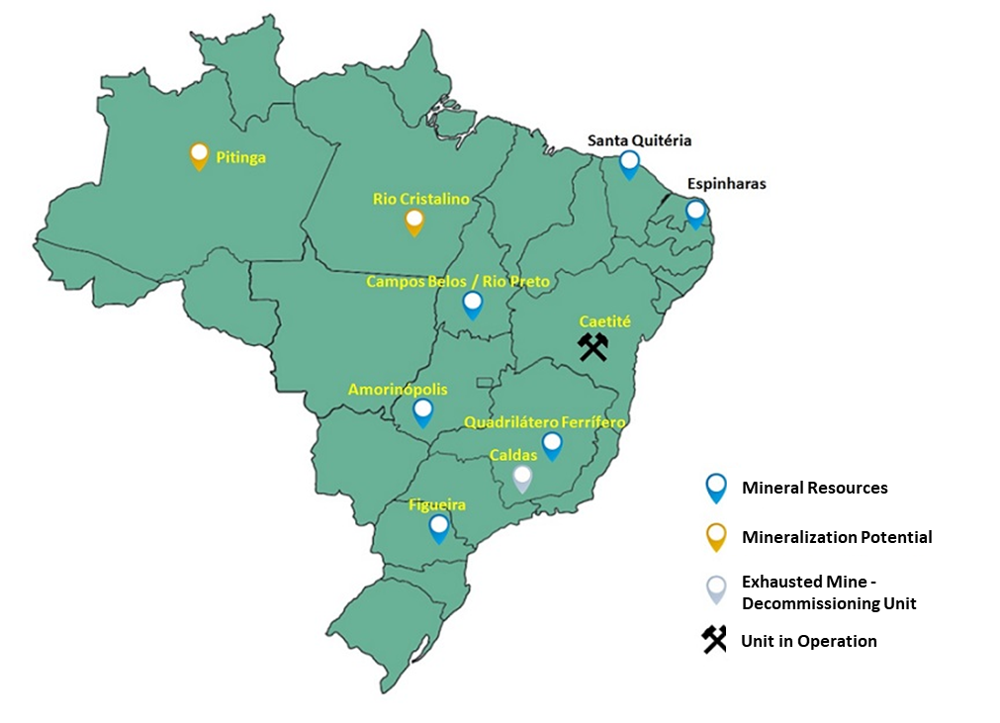 Santa Quitéria
Pitinga
Espinharas
Rio Cristalino
Campos Belos / Rio Preto
Caetité
Amorinópolis
Quadrilátero Ferrífero
Caldas
Figueira
Mineral Resources
Mineralization Potential
Exhausted Mine -
Decommissioning Unit
Unit in Operation